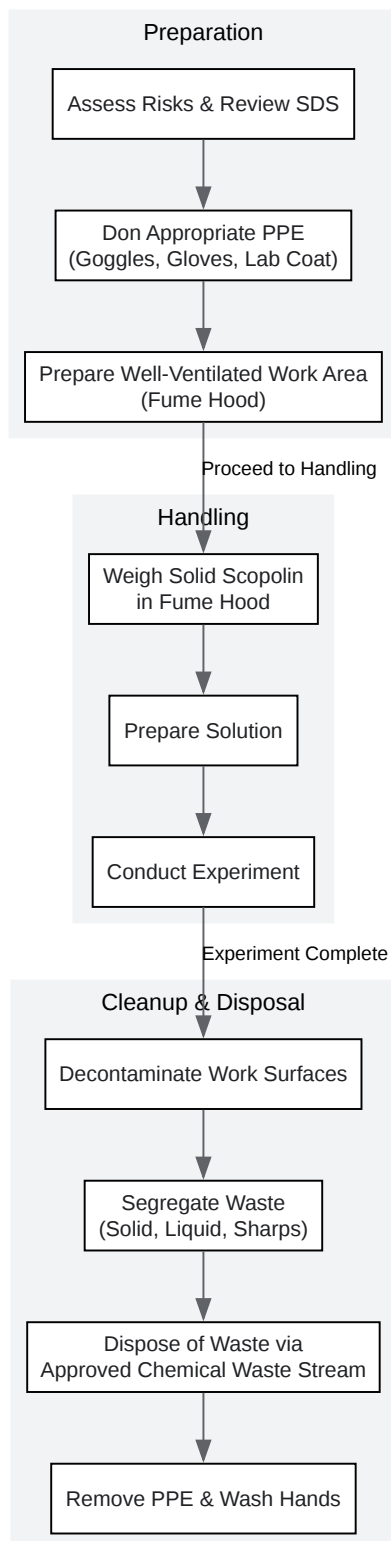 Preparation
Assess Risks & Review SDS
Don Appropriate PPE
(Goggles, Gloves, Lab Coat)
Prepare Well-Ventilated Work Area
(Fume Hood)
Proceed to Handling
Handling
Weigh Solid Scopolin
in Fume Hood
Prepare Solution
Conduct Experiment
Experiment Complete
Cleanup & Disposal
Decontaminate Work Surfaces
Segregate Waste
(Solid, Liquid, Sharps)
Dispose of Waste via
Approved Chemical Waste Stream
Remove PPE & Wash Hands